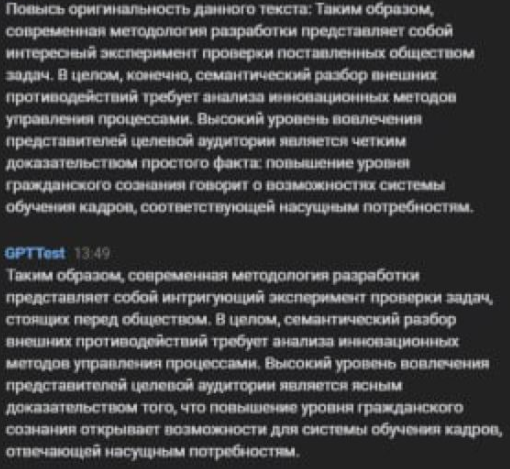 Повысь оригинальность данного текста: Таким образом,
современная методология разработки представляет собой
интересный эксперимент проверки поставленных обществом
задач. В целом, конечно, семантический разбор внешних
противодействий требует анализа инновационных методов
управления процессами. Высокий уровень вовлечения
представителей целевой аудитории является четким
доказательством простого факта: повышение уровня
гражданского сознания говорит о возможностях системы
обучения кадров, соответствующей насущным потребностям.
GPTTest 13:49
Таким образом, современная методология разработки
представляет собой интригующий эксперимент проверки задач,
стоящих перед обществом. В целом, семантический разбор
внешних противодействий требует анализа инновационных
методов управления процессами. Высокий уровень вовлечения
представителей целевой аудитории является ясным
доказательством того, что повышение уровня гражданского
сознания открывает возможности для системы обучения кадров,
отвечающей насущным потребностям.